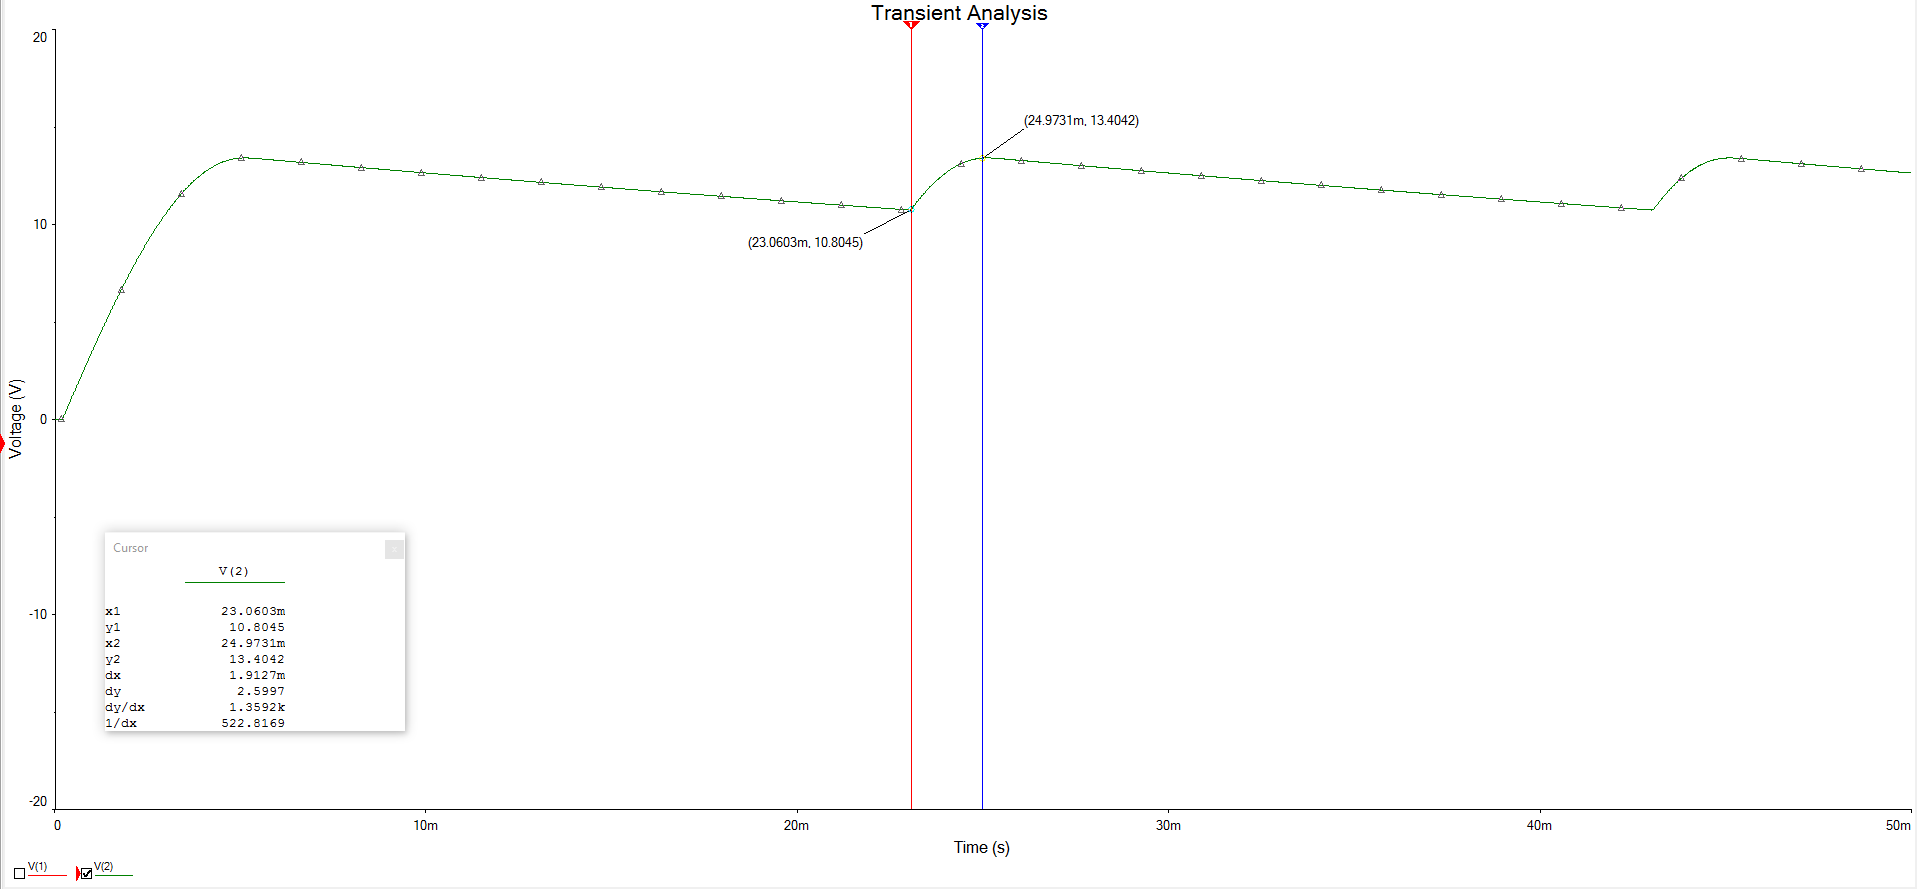 Transient Analysis
1
2
20
(24.9731m, 13.4042)
10
(23.0603m, 10.8045)
0
-10
-20
Voltage (V)
Cursor
x
V(2)
x1 23.0603m
y1 10.8045
x2 24.9731m
y2 13.4042
dx 1.9127m
dy 2.5997
dy/dx 1.3592k
1/dx 522.8169
0 10m 20m 30m 40m 50m
Time (s)
V(1) V(2)